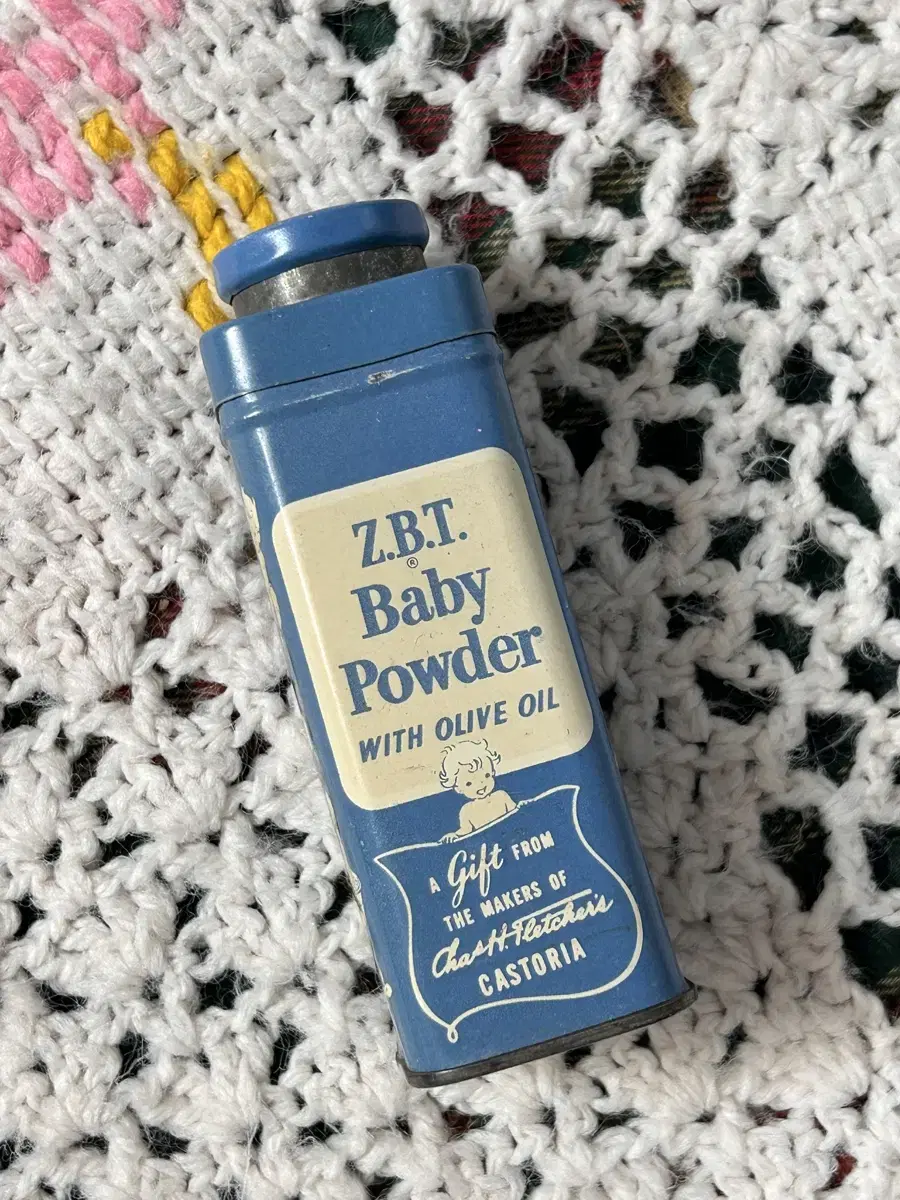 Z.B.T.
®
Baby
Powder
WITH OLIVE OIL
A Gift FROM
THE MAKERS OF
Chas H. Fletcher's
CASTORIA